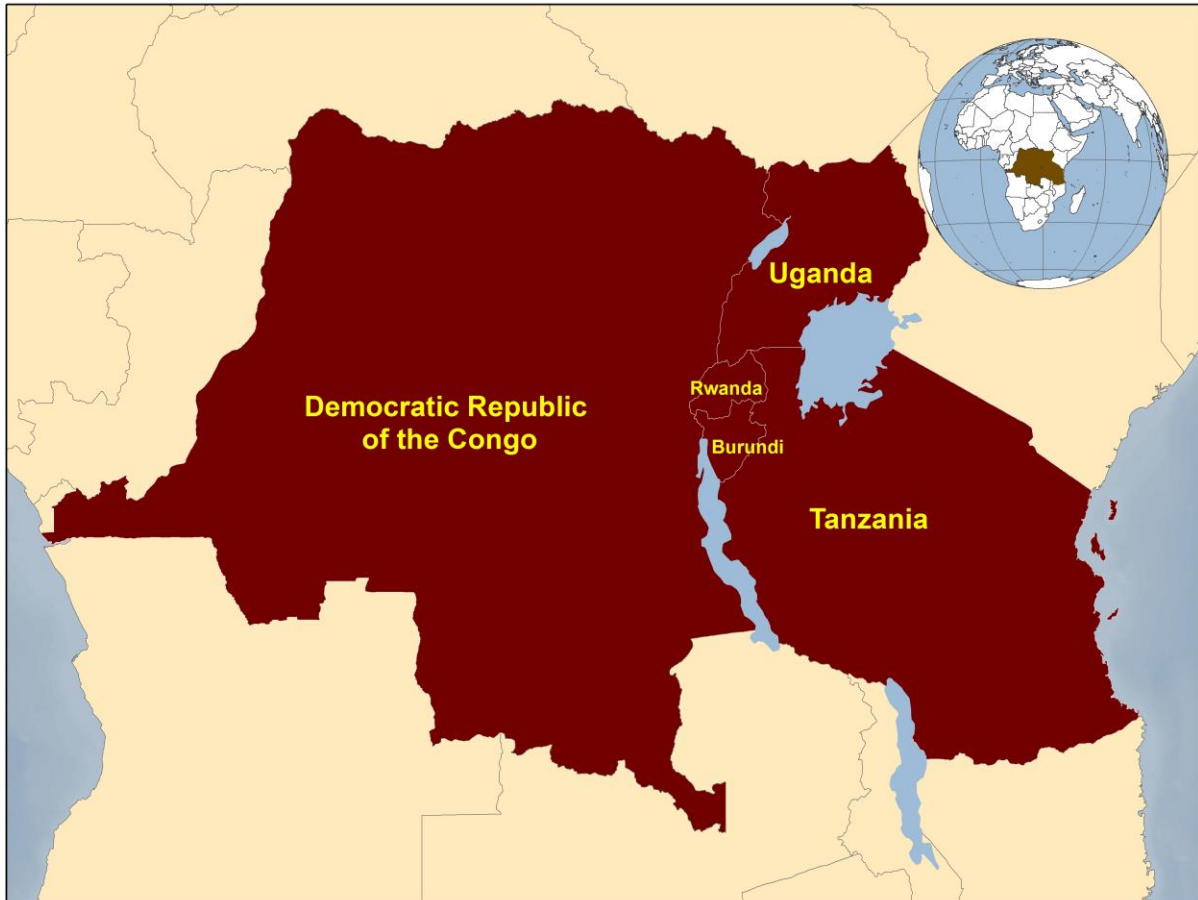 Uganda
Rwanda
Democratic Republic
of the Congo
Burundi
Tanzania